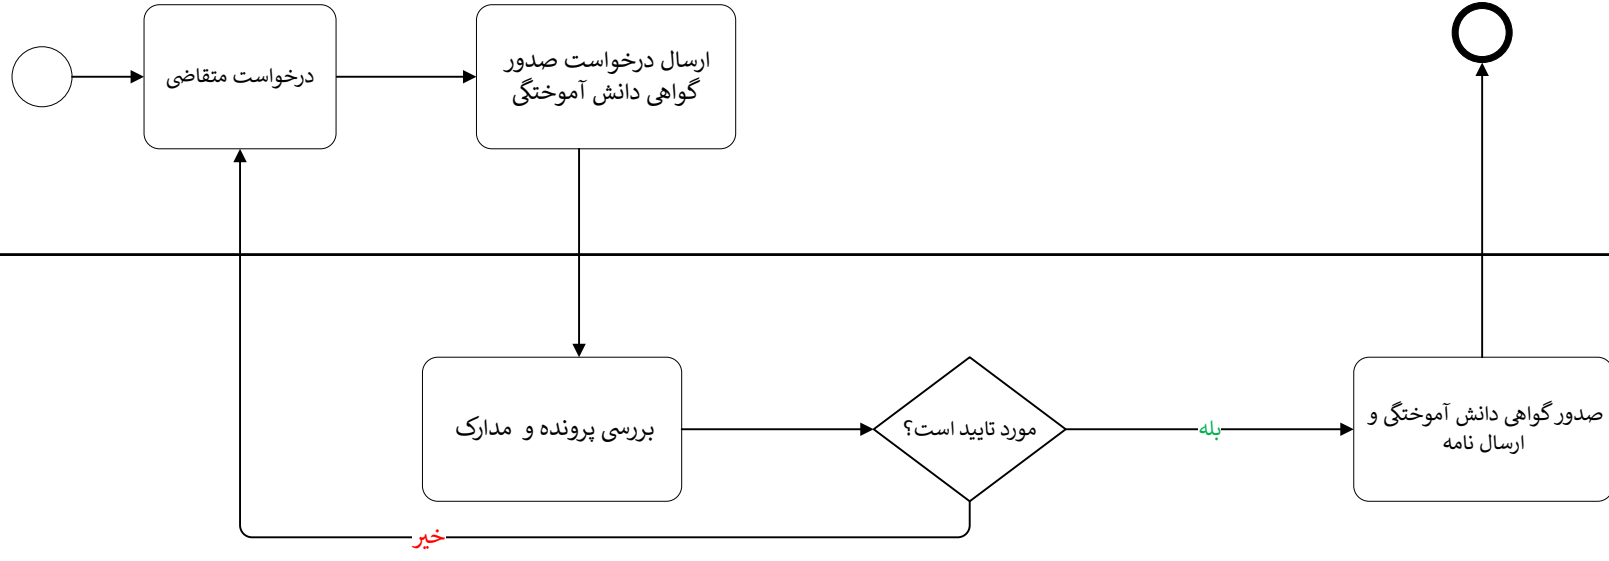 درخواست متقاضی
ارسال درخواست صدور
گواهی دانش آموختگی
بررسی پرونده و مدارک
مورد تایید است؟
بله
صدور گواهی دانش آموختگی و
ارسال نامه
خیر